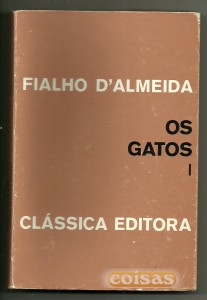 FIALHO D'ALMEIDA
OS
GATOS
I
CLÁSSICA EDITORA
coisas